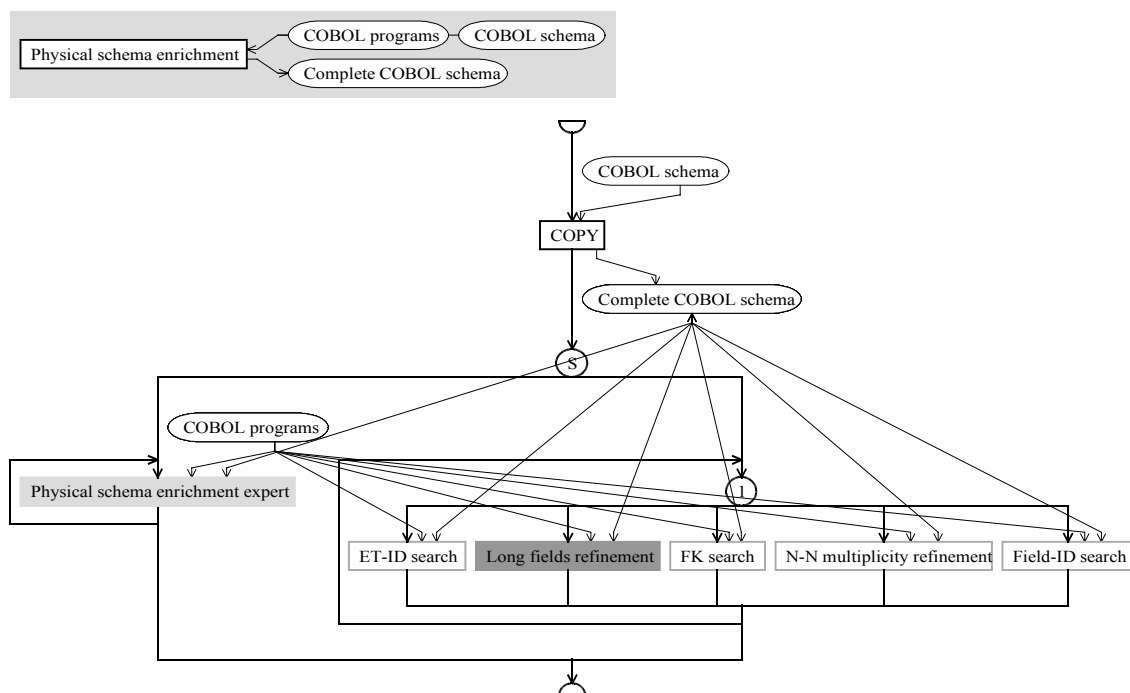 COBOL programs
COBOL schema
Physical schema enrichment
Complete COBOL schema
COBOL schema
COPY
Complete COBOL schema
S
COBOL programs
Physical schema enrichment expert
1
ET-ID search
Long fields refinement
FK search
N-N multiplicity refinement
Field-ID search